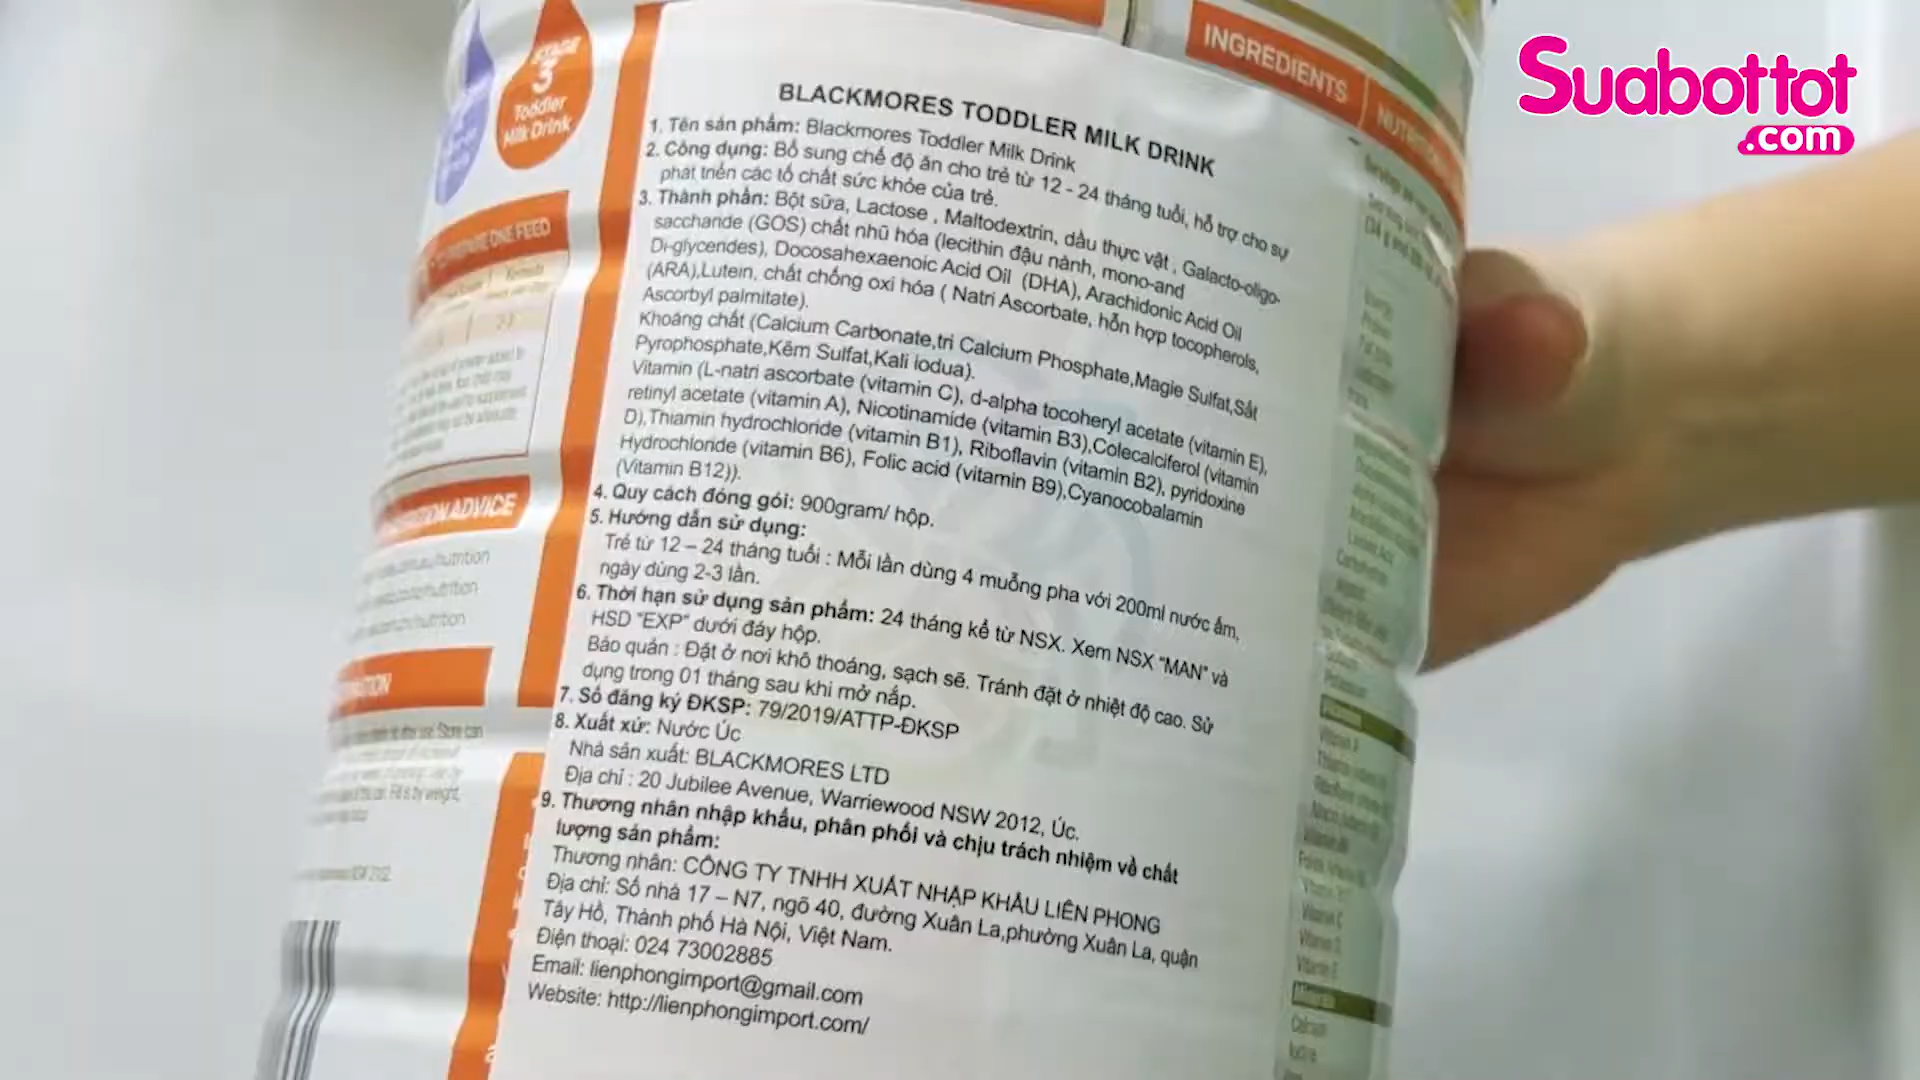 Suabottot
.com
STAGE
3
Toddler
Milk Drink
INGREDIENTS
BLACKMORES TODDLER MILK DRINK
1. Tên sản phẩm: Blackmores Toddler Milk Drink
2. Công dụng: Bổ sung chế độ ăn cho trẻ từ 12 - 24 tháng tuổi, hỗ trợ cho sự
phát triển các tố chất sức khỏe của trẻ.
3. Thành phần: Bột sữa, Lactose , Maltodextrin, dầu thực vật , Galacto-oligo-
saccharide (GOS) chất nhũ hóa (lecithin đậu nành, mono-and
Di-glycerides), Docosahexaenoic Acid Oil (DHA), Arachidonic Acid Oil
(ARA),Lutein, chất chống oxi hóa ( Natri Ascorbate, hỗn hợp tocopherols,
Ascorbyl palmitate).
Khoáng chất (Calcium Carbonate,tri Calcium Phosphate,Magie Sulfat,Sắt
Pyrophosphate,Kẽm Sulfat,Kali iodua).
Vitamin (L-natri ascorbate (vitamin C), d-alpha tocoheryl acetate (vitamin E),
retinyl acetate (vitamin A), Nicotinamide (vitamin B3),Colecalciferol (vitamin
D),Thiamin hydrochloride (vitamin B1), Riboflavin (vitamin B2), pyridoxine
Hydrochloride (vitamin B6), Folic acid (vitamin B9),Cyanocobalamin
(Vitamin B12)).
4. Quy cách đóng gói: 900gram/ hộp.
5. Hướng dẫn sử dụng:
Trẻ từ 12 – 24 tháng tuổi : Mỗi lần dùng 4 muỗng pha với 200ml nước ấm,
ngày dùng 2-3 lần.
6. Thời hạn sử dụng sản phẩm: 24 tháng kể từ NSX. Xem NSX "MAN" và
HSD "EXP" dưới đáy hộp.
Bảo quản : Đặt ở nơi khô thoáng, sạch sẽ. Tránh đặt ở nhiệt độ cao. Sử
dụng trong 01 tháng sau khi mở nắp.
7. Số đăng ký ĐKSP: 79/2019/ATTP-ĐKSP
8. Xuất xứ: Nước Úc
Nhà sản xuất: BLACKMORES LTD
Địa chỉ : 20 Jubilee Avenue, Warriewood NSW 2012, Úc.
9. Thương nhân nhập khẩu, phân phối và chịu trách nhiệm về chất
lượng sản phẩm:
Thương nhân: CÔNG TY TNHH XUẤT NHẬP KHẨU LIÊN PHONG
Địa chỉ: Số nhà 17 – N7, ngõ 40, đường Xuân La,phường Xuân La, quận
Tây Hồ, Thành phố Hà Nội, Việt Nam.
Điện thoại: 024 73002885
Email: lienphongimport@gmail.com
Website: http://lienphongimport.com/
ONE FEED
ADVICE